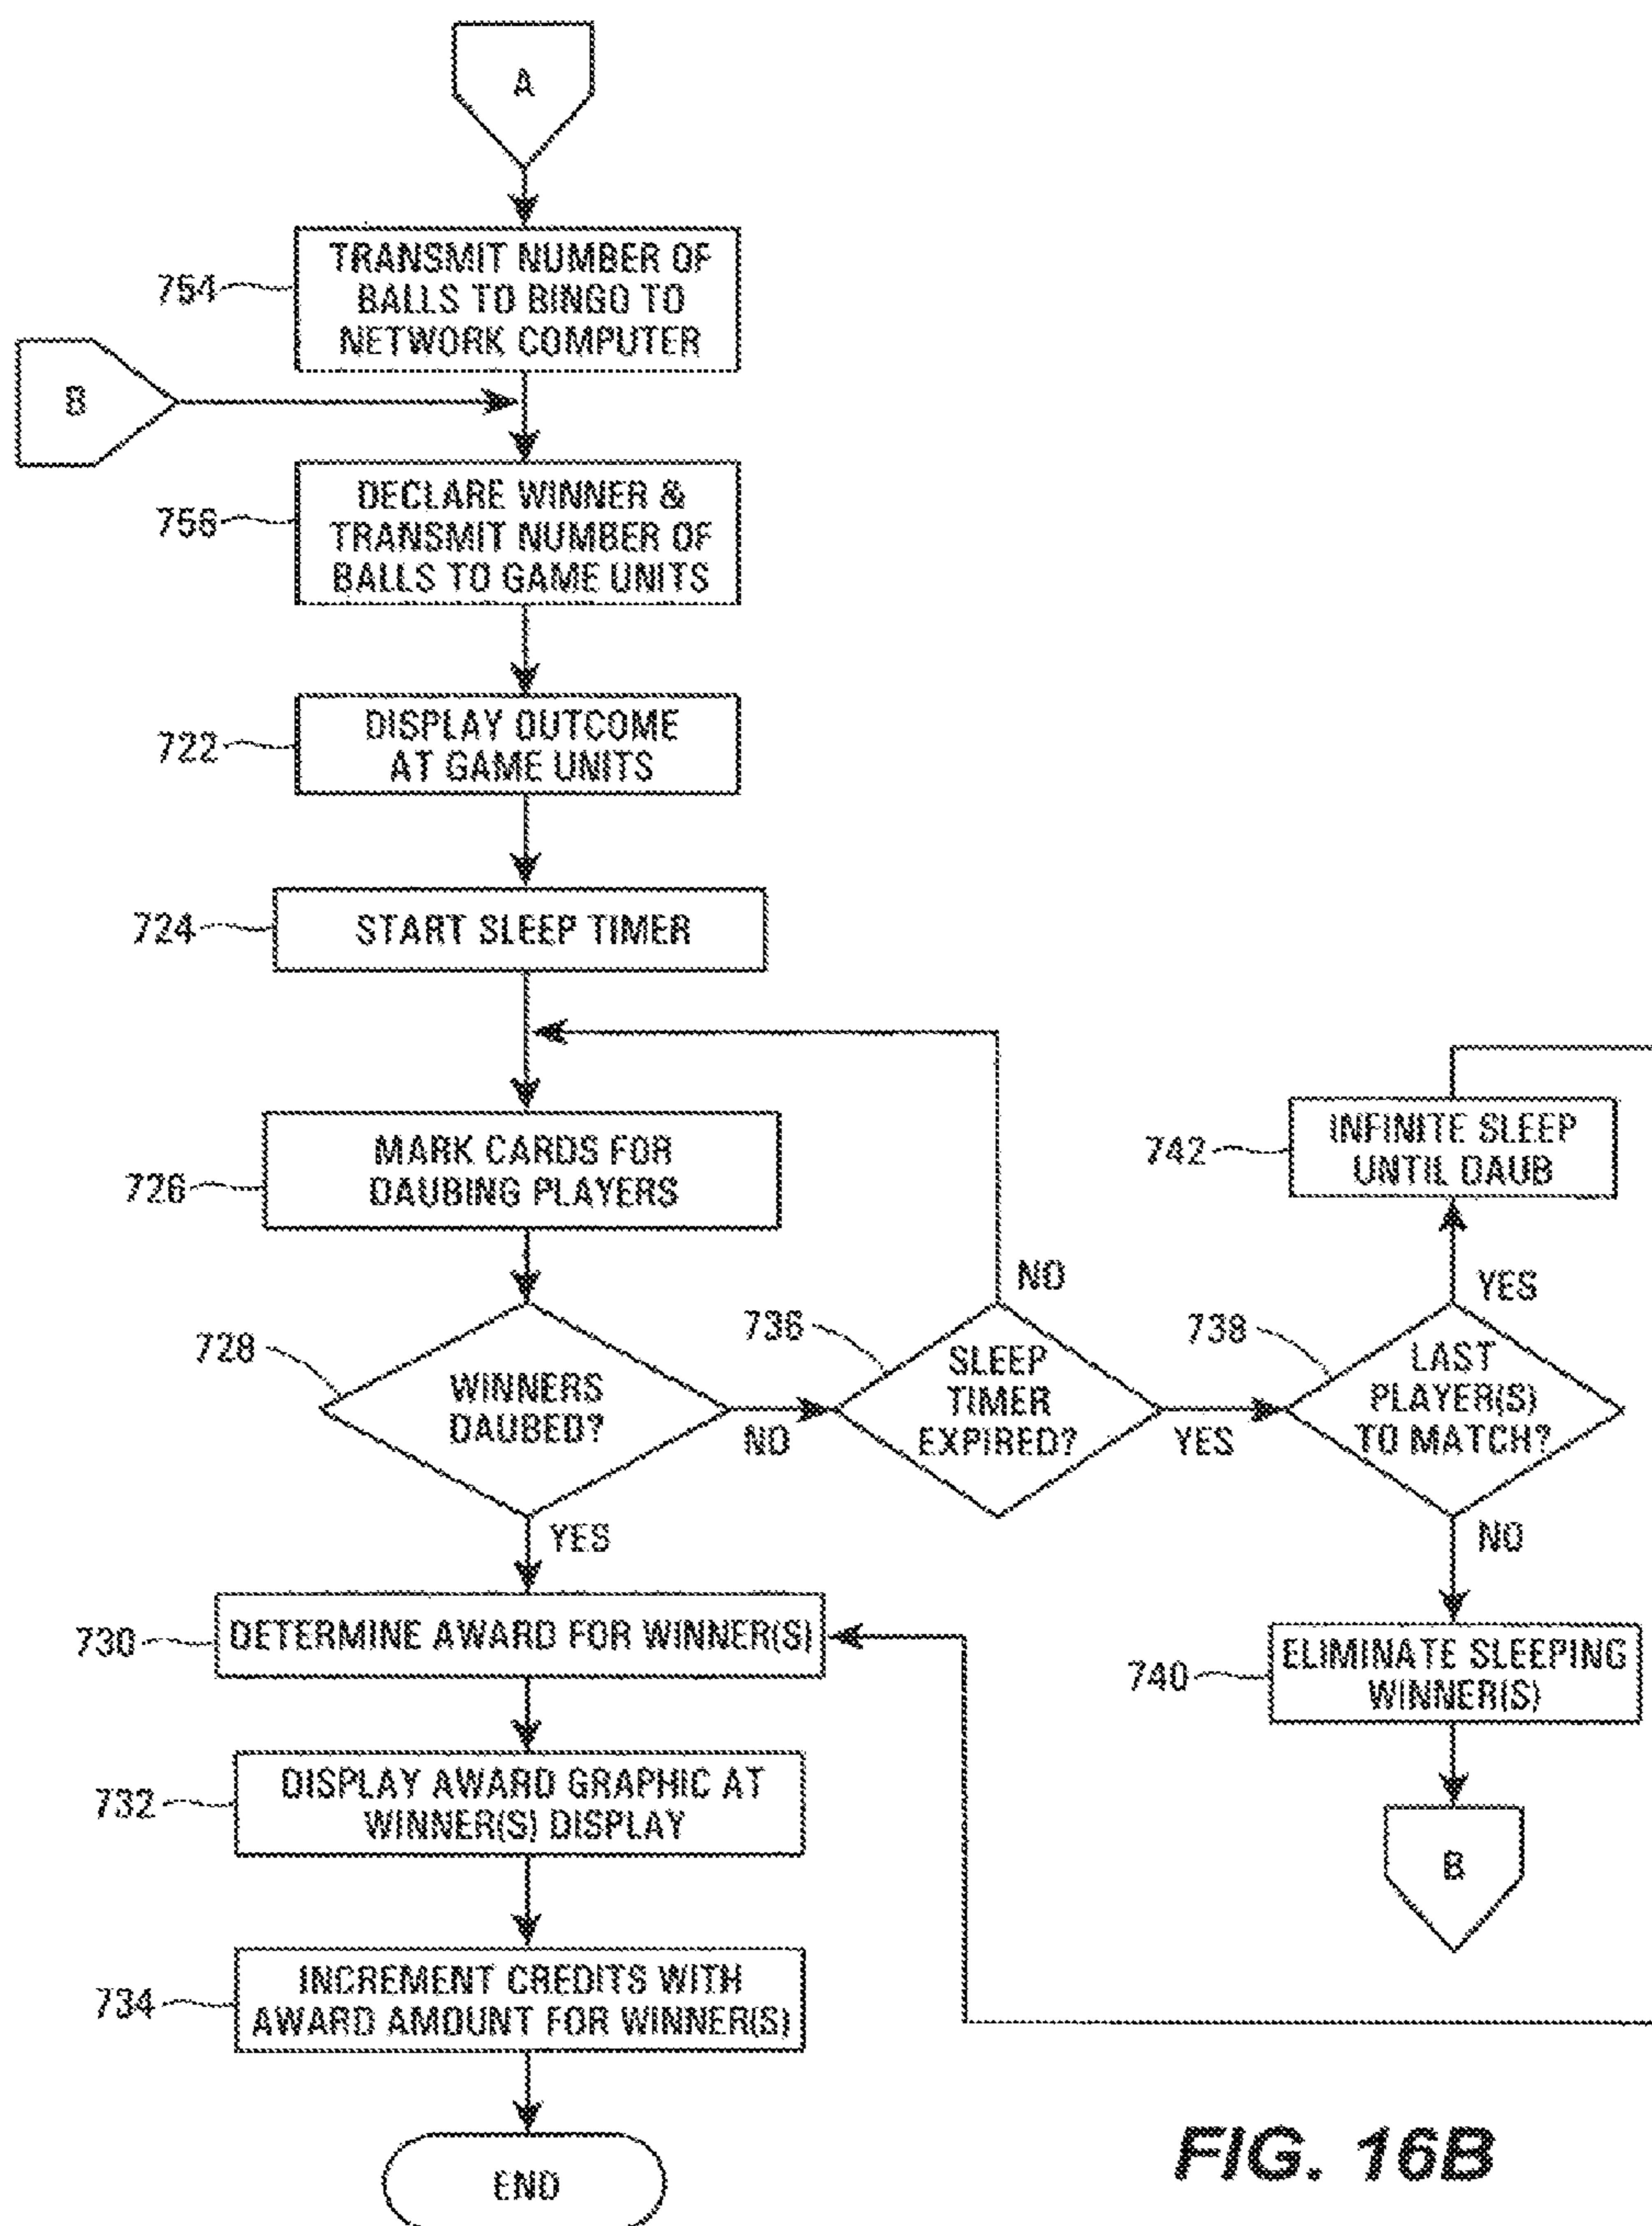 A
754
TRANSMIT NUMBER OF
BALLS TO BINGO TO
NETWORK COMPUTER
B
756
DECLARE WINNER &
TRANSMIT NUMBER OF
BALLS TO GAME UNITS
722
DISPLAY OUTCOME
AT GAME UNITS
724
START SLEEP TIMER
726
MARK CARDS FOR
DAUBING PLAYERS
742
INFINITE SLEEP
UNTIL DAUB
728
WINNERS
DAUBED?
NO
YES
736
SLEEP
TIMER
EXPIRED?
NO
YES
738
LAST
PLAYER(S)
TO MATCH?
YES
NO
730
DETERMINE AWARD FOR WINNER(S)
740
ELIMINATE SLEEPING
WINNER(S)
B
732
DISPLAY AWARD GRAPHIC AT
WINNER(S) DISPLAY
734
INCREMENT CREDITS WITH
AWARD AMOUNT FOR WINNER(S)
END
FIG. 16B